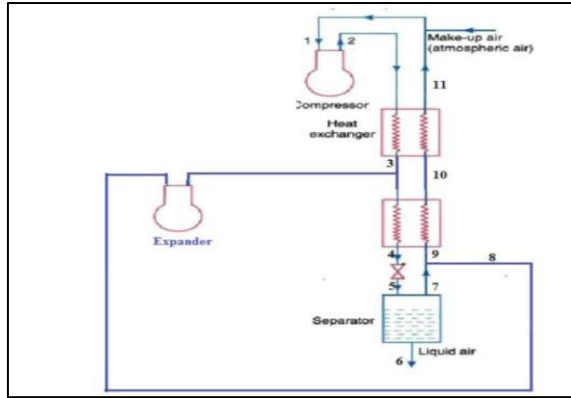 Make-up air
(atmospheric air)
1
2
11
Compressor
Heat
exchanger
3
10
Expander
4
9
8
5
7
Separator
6
Liquid air